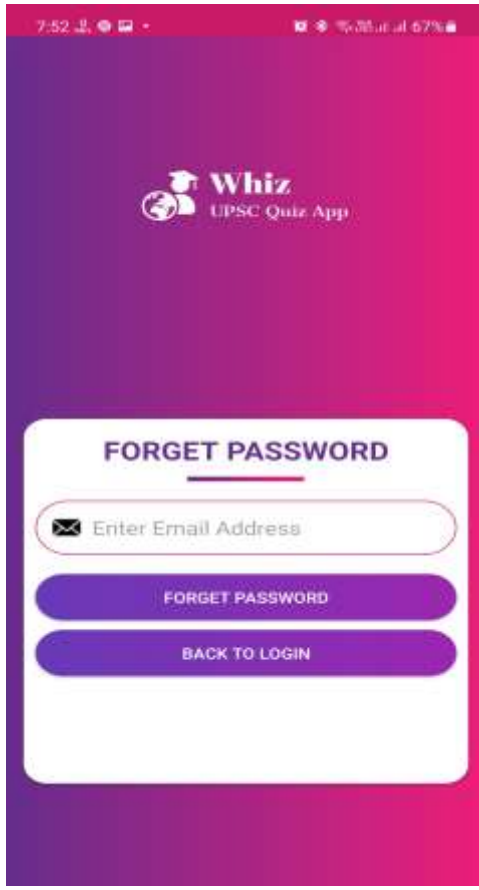 7:52
67%
Whiz
UPSC Quiz App
FORGET PASSWORD
Enter Email Address
FORGET PASSWORD
BACK TO LOGIN